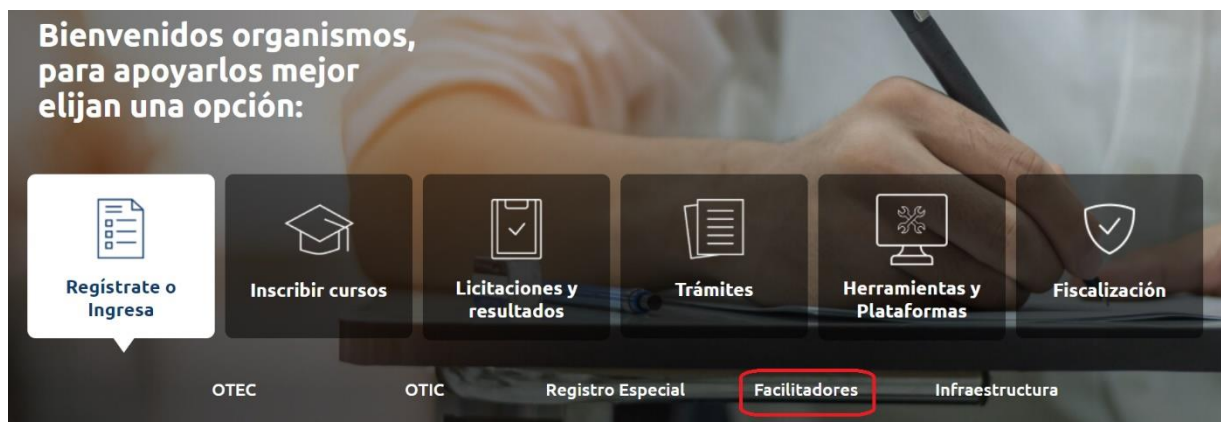 Bienvenidos organismos,
para apoyarlos mejor
elijan una opción:
Regístrate o
Ingresa
Inscribir cursos
Licitaciones y
resultados
Trámites
Herramientas y
Plataformas
Fiscalización
OTEC
OTIC
Registro Especial
Facilitadores
Infraestructura